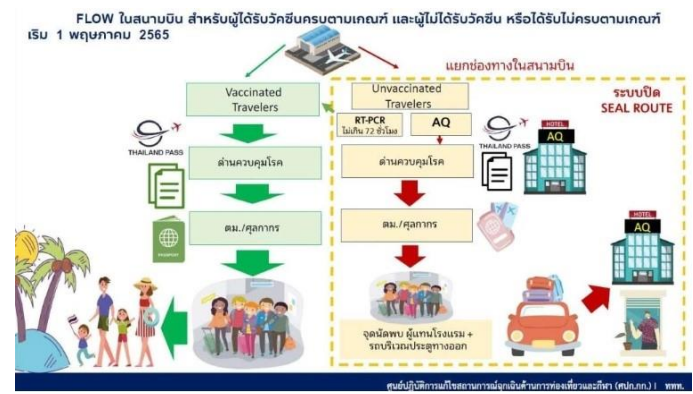 FLOW ในสนามบิน สำหรับผู้ได้รับวัคซีนครบตามเกณฑ์ และผู้ไม่ได้รับวัคซีน หรือได้รับไม่ครบตามเกณฑ์
เริ่ม 1 พฤษภาคม 2565
แยกช่องทางในสนามบิน
Vaccinated
Travelers
Unvaccinated
Travelers
ระบบปิด
SEAL ROUTE
RT-PCR
ไม่เกิน 72 ชั่วโมง
AQ
THAILAND PASS
ด่านควบคุมโรค
ด่านควบคุมโรค
THAILAND PASS
HOTEL
AQ
PASSPORT
ตม./ศุลกากร
ตม./ศุลกากร
HOTEL
AQ
จุดนัดพบ ผู้แทนโรงแรม +
รถบริเวณประตูทางออก
ศูนย์ปฏิบัติการแก้ไขสถานการณ์ฉุกเฉินด้านการท่องเที่ยวและกีฬา (ศปก.กก.) | ททท.